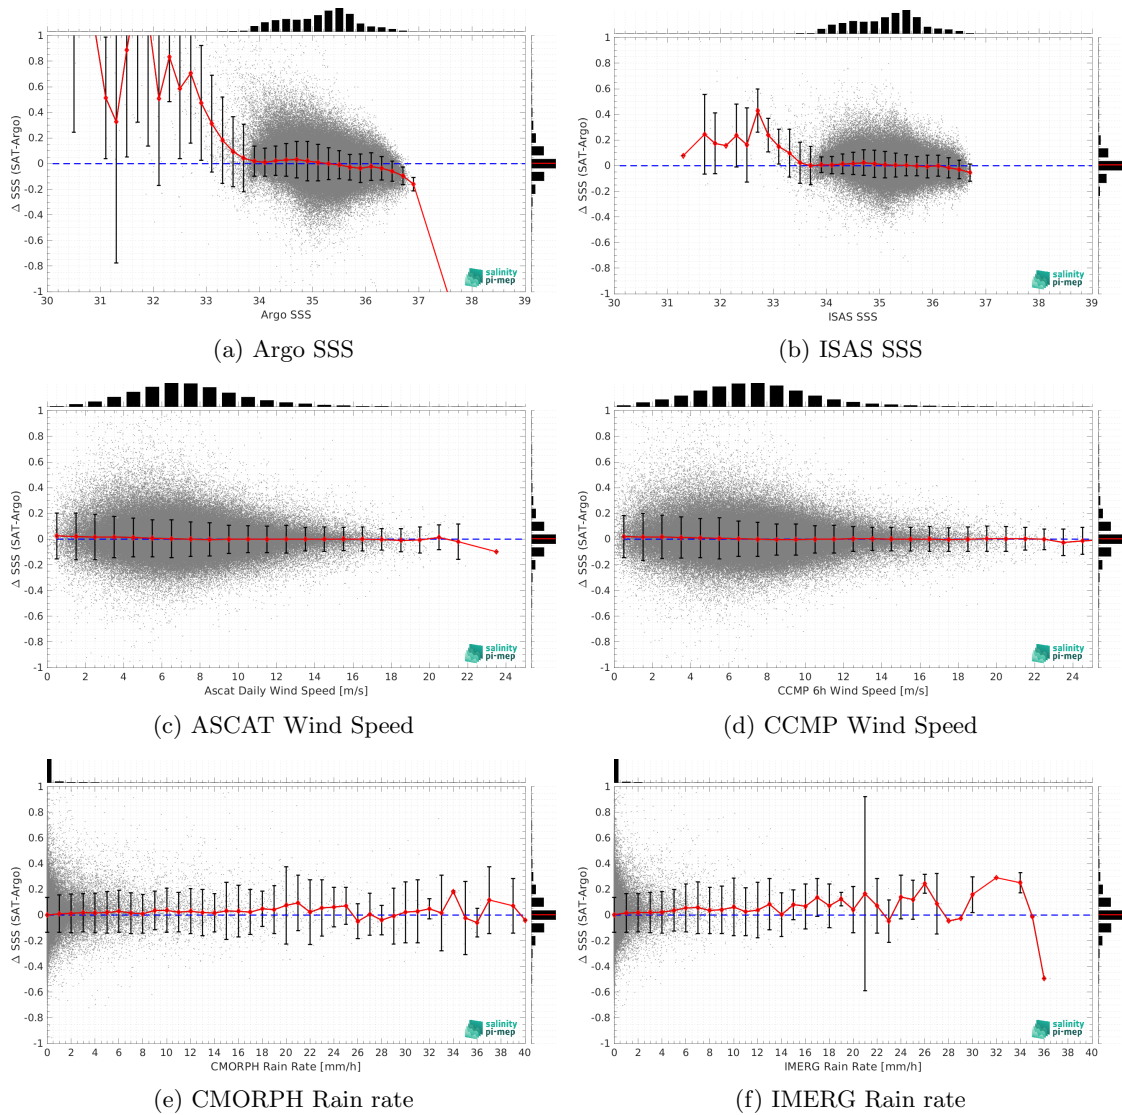 1
0.8
0.6
0.4
0.2
0
-0.2
-0.4
-0.6
-0.8
-1
Δ SSS (SAT-Argo)
30 31 32 33 34 35 36 37 38 39
Argo SSS
salinity
pi-mep
(a) Argo SSS
1
0.8
0.6
0.4
0.2
0
-0.2
-0.4
-0.6
-0.8
-1
Δ SSS (SAT-Argo)
30 31 32 33 34 35 36 37 38 39
ISAS SSS
salinity
pi-mep
(b) ISAS SSS
1
0.8
0.6
0.4
0.2
0
-0.2
-0.4
-0.6
-0.8
-1
Δ SSS (SAT-Argo)
0 2 4 6 8 10 12 14 16 18 20 22 24
Ascat Daily Wind Speed [m/s]
salinity
pi-mep
(c) ASCAT Wind Speed
1
0.8
0.6
0.4
0.2
0
-0.2
-0.4
-0.6
-0.8
-1
Δ SSS (SAT-Argo)
0 2 4 6 8 10 12 14 16 18 20 22 24
CCMP 6h Wind Speed [m/s]
salinity
pi-mep
(d) CCMP Wind Speed
1
0.8
0.6
0.4
0.2
0
-0.2
-0.4
-0.6
-0.8
-1
Δ SSS (SAT-Argo)
0 2 4 6 8 10 12 14 16 18 20 22 24 26 28 30 32 34 36 38 40
CMORPH Rain Rate [mm/h]
salinity
pi-mep
(e) CMORPH Rain rate
1
0.8
0.6
0.4
0.2
0
-0.2
-0.4
-0.6
-0.8
-1
Δ SSS (SAT-Argo)
0 2 4 6 8 10 12 14 16 18 20 22 24 26 28 30 32 34 36 38 40
IMERG Rain Rate [mm/h]
salinity
pi-mep
(f) IMERG Rain rate